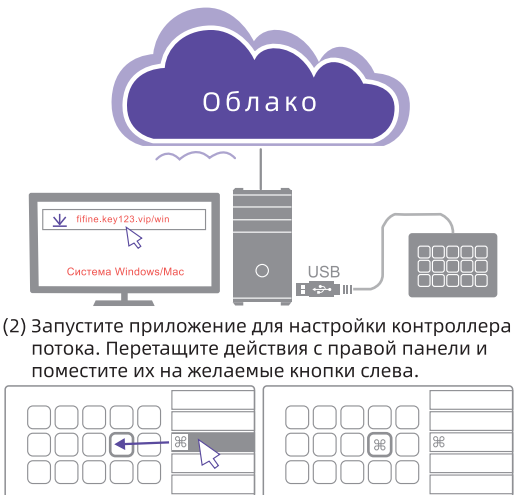 Облако
fifine.key123.vip/win
Система Windows/Mac
USB
(2) Запустите приложение для настройки контроллера
потока. Перетащите действия с правой панели и
поместите их на желаемые кнопки слева.
⌘
⌘ ⌘